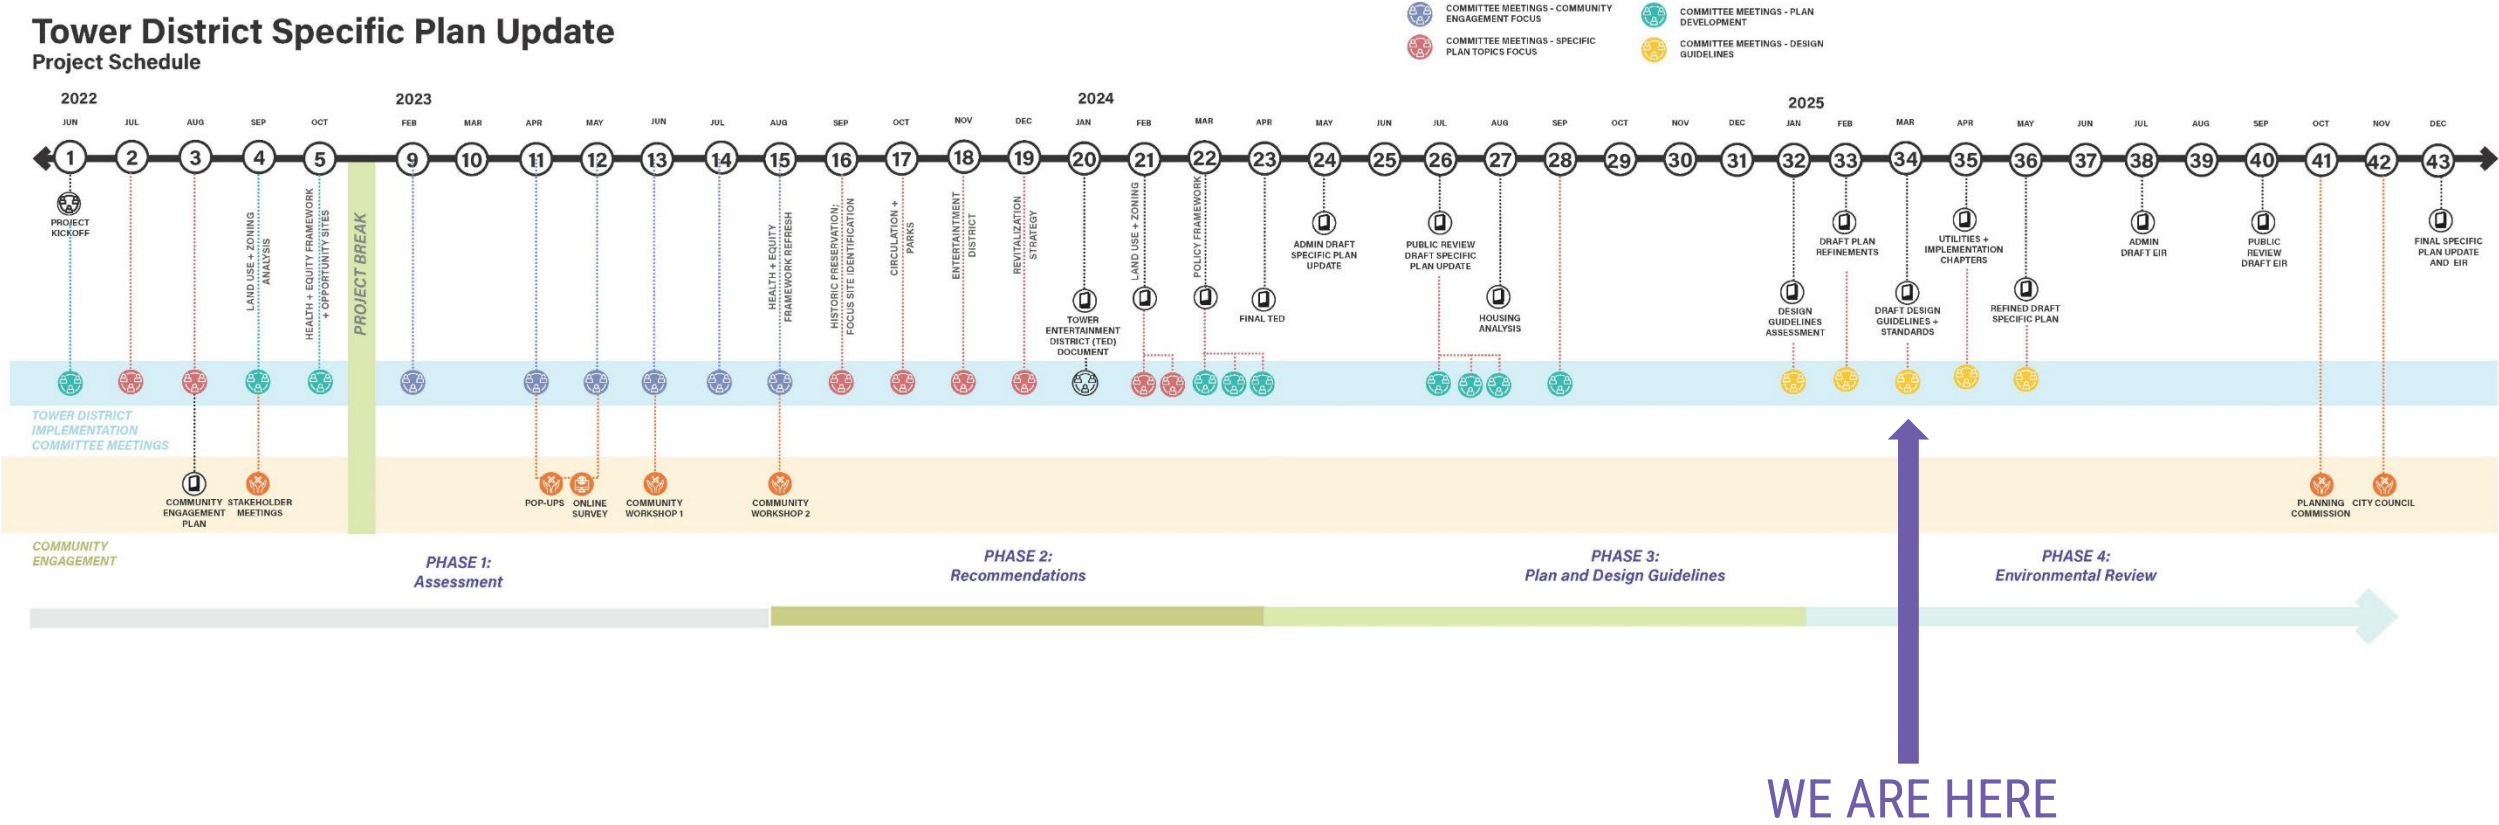 Tower District Specific Plan Update
Project Schedule
COMMITTEE MEETINGS - COMMUNITY
ENGAGEMENT FOCUS
COMMITTEE MEETINGS - SPECIFIC
PLAN TOPICS FOCUS
COMMITTEE MEETINGS - PLAN
DEVELOPMENT
COMMITTEE MEETINGS - DESIGN
GUIDELINES
2022
2023
2024
2025
JUN JUL AUG SEP OCT FEB MAR APR MAY JUN JUL AUG SEP OCT NOV DEC JAN FEB MAR APR MAY JUN JUL AUG SEP OCT NOV DEC JAN FEB MAR APR MAY JUN JUL AUG SEP OCT NOV DEC
1 2 3 4 5 9 10 11 12 13 14 15 16 17 18 19 20 21 22 23 24 25 26 27 28 29 30 31 32 33 34 35 36 37 38 39 40 41 42 43
PROJECT
KICKOFF
LAND USE + ZONING
ANALYSIS
HEALTH + EQUITY FRAMEWORK
+ OPPORTUNITY SITES
PROJECT BREAK
HEALTH + EQUITY
FRAMEWORK REFRESH
HISTORIC PRESERVATION;
FOCUS SITE IDENTIFICATION
CIRCULATION +
PARKS
ENTERTAINMENT
DISTRICT
REVITALIZATION
STRATEGY
TOWER
ENTERTAINMENT
DISTRICT (TED)
DOCUMENT
LAND USE + ZONING
POLICY FRAMEWORK
FINAL TED
ADMIN DRAFT
SPECIFIC PLAN
UPDATE
PUBLIC REVIEW
DRAFT SPECIFIC
PLAN UPDATE
HOUSING
ANALYSIS
DESIGN
GUIDELINES
ASSESSMENT
DRAFT PLAN
REFINEMENTS
DRAFT DESIGN
GUIDELINES +
STANDARDS
UTILITIES +
IMPLEMENTATION
CHAPTERS
REFINED DRAFT
SPECIFIC PLAN
ADMIN
DRAFT EIR
PUBLIC
REVIEW
DRAFT EIR
FINAL SPECIFIC
PLAN UPDATE
AND EIR
TOWER DISTRICT
IMPLEMENTATION
COMMITTEE MEETINGS
COMMUNITY
ENGAGEMENT
PLAN
STAKEHOLDER
MEETINGS
POP-UPS
ONLINE
SURVEY
COMMUNITY
WORKSHOP 1
COMMUNITY
WORKSHOP 2
PLANNING
COMMISSION
CITY COUNCIL
COMMUNITY
ENGAGEMENT
PHASE 1:
Assessment
PHASE 2:
Recommendations
PHASE 3:
Plan and Design Guidelines
PHASE 4:
Environmental Review
WE ARE HERE